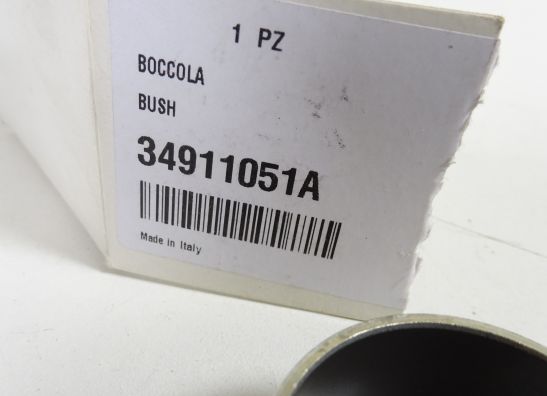 1 PZ
BOCCOLA
BUSH
34911051A
Made in Italy